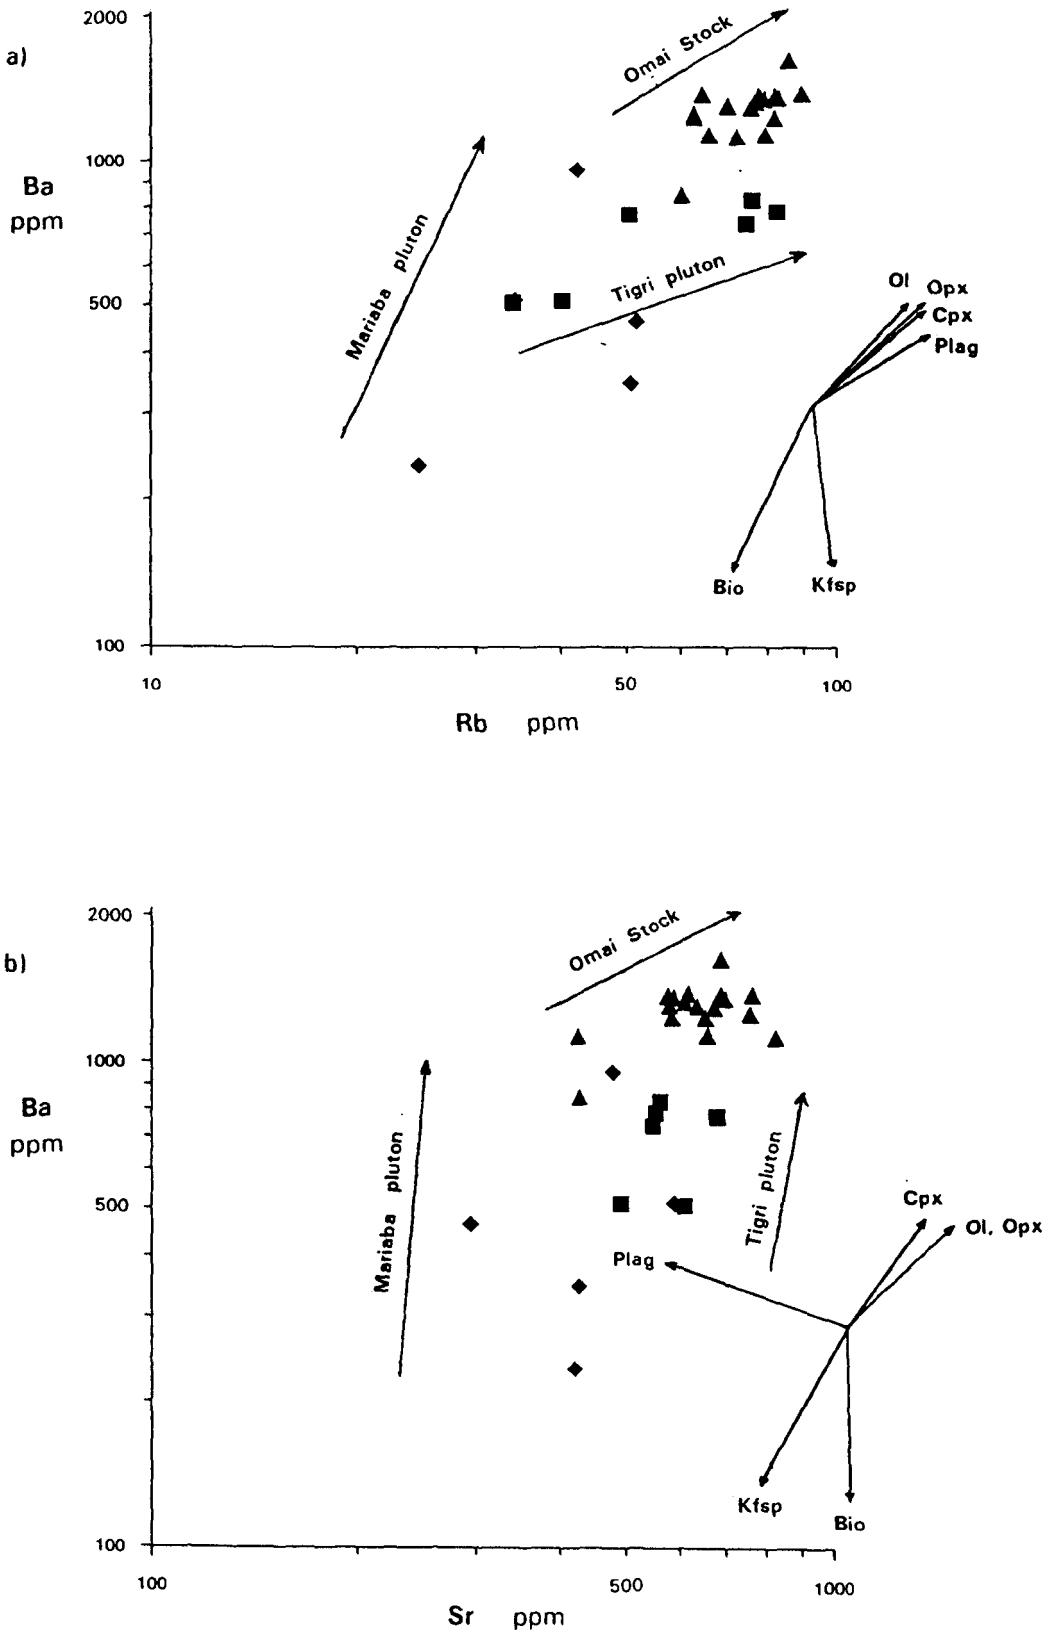 a)
2000
1000
500
100
Ba
ppm
Omai Stock
Mariaba pluton
Tigri pluton
Ol
Opx
Cpx
Plag
Bio
Kfsp
10
50
100
Rb ppm
b)
2000
1000
500
100
Ba
ppm
Omai Stock
Mariaba pluton
Tigri pluton
Cpx
Ol, Opx
Plag
Kfsp
Bio
100
500
1000
Sr ppm